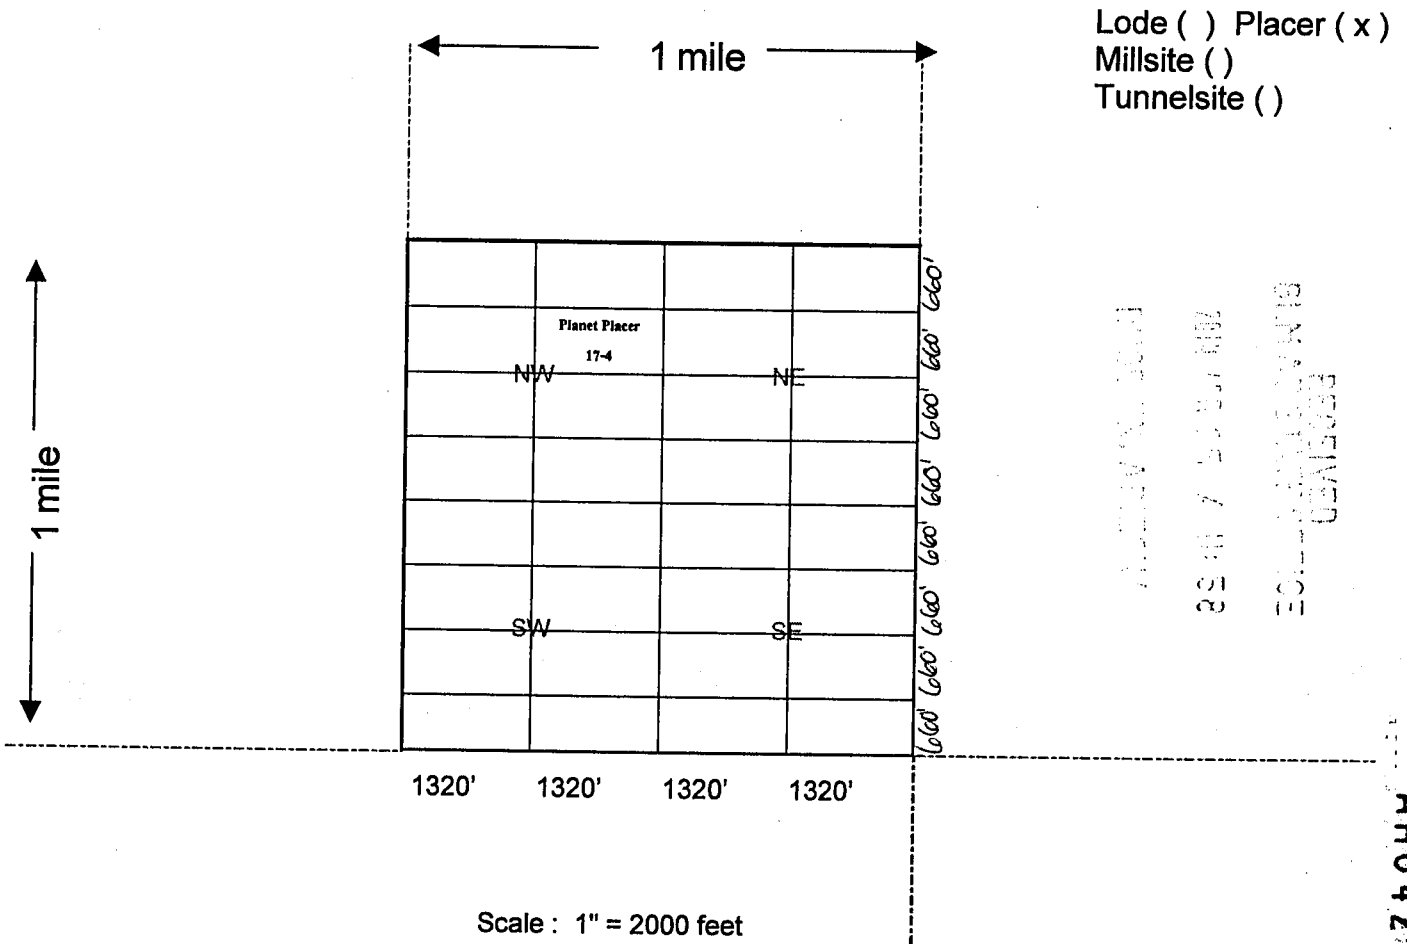 Lode ( ) Placer ( x )
Millsite ( )
Tunnelsite ( )
1 mile
1 mile
Planet Placer
17-4
NW
NE
SW
SE
660'
660'
660'
660'
660'
660'
660'
660'
1320' 1320' 1320' 1320'
Scale : 1" = 2000 feet
RECEIVED